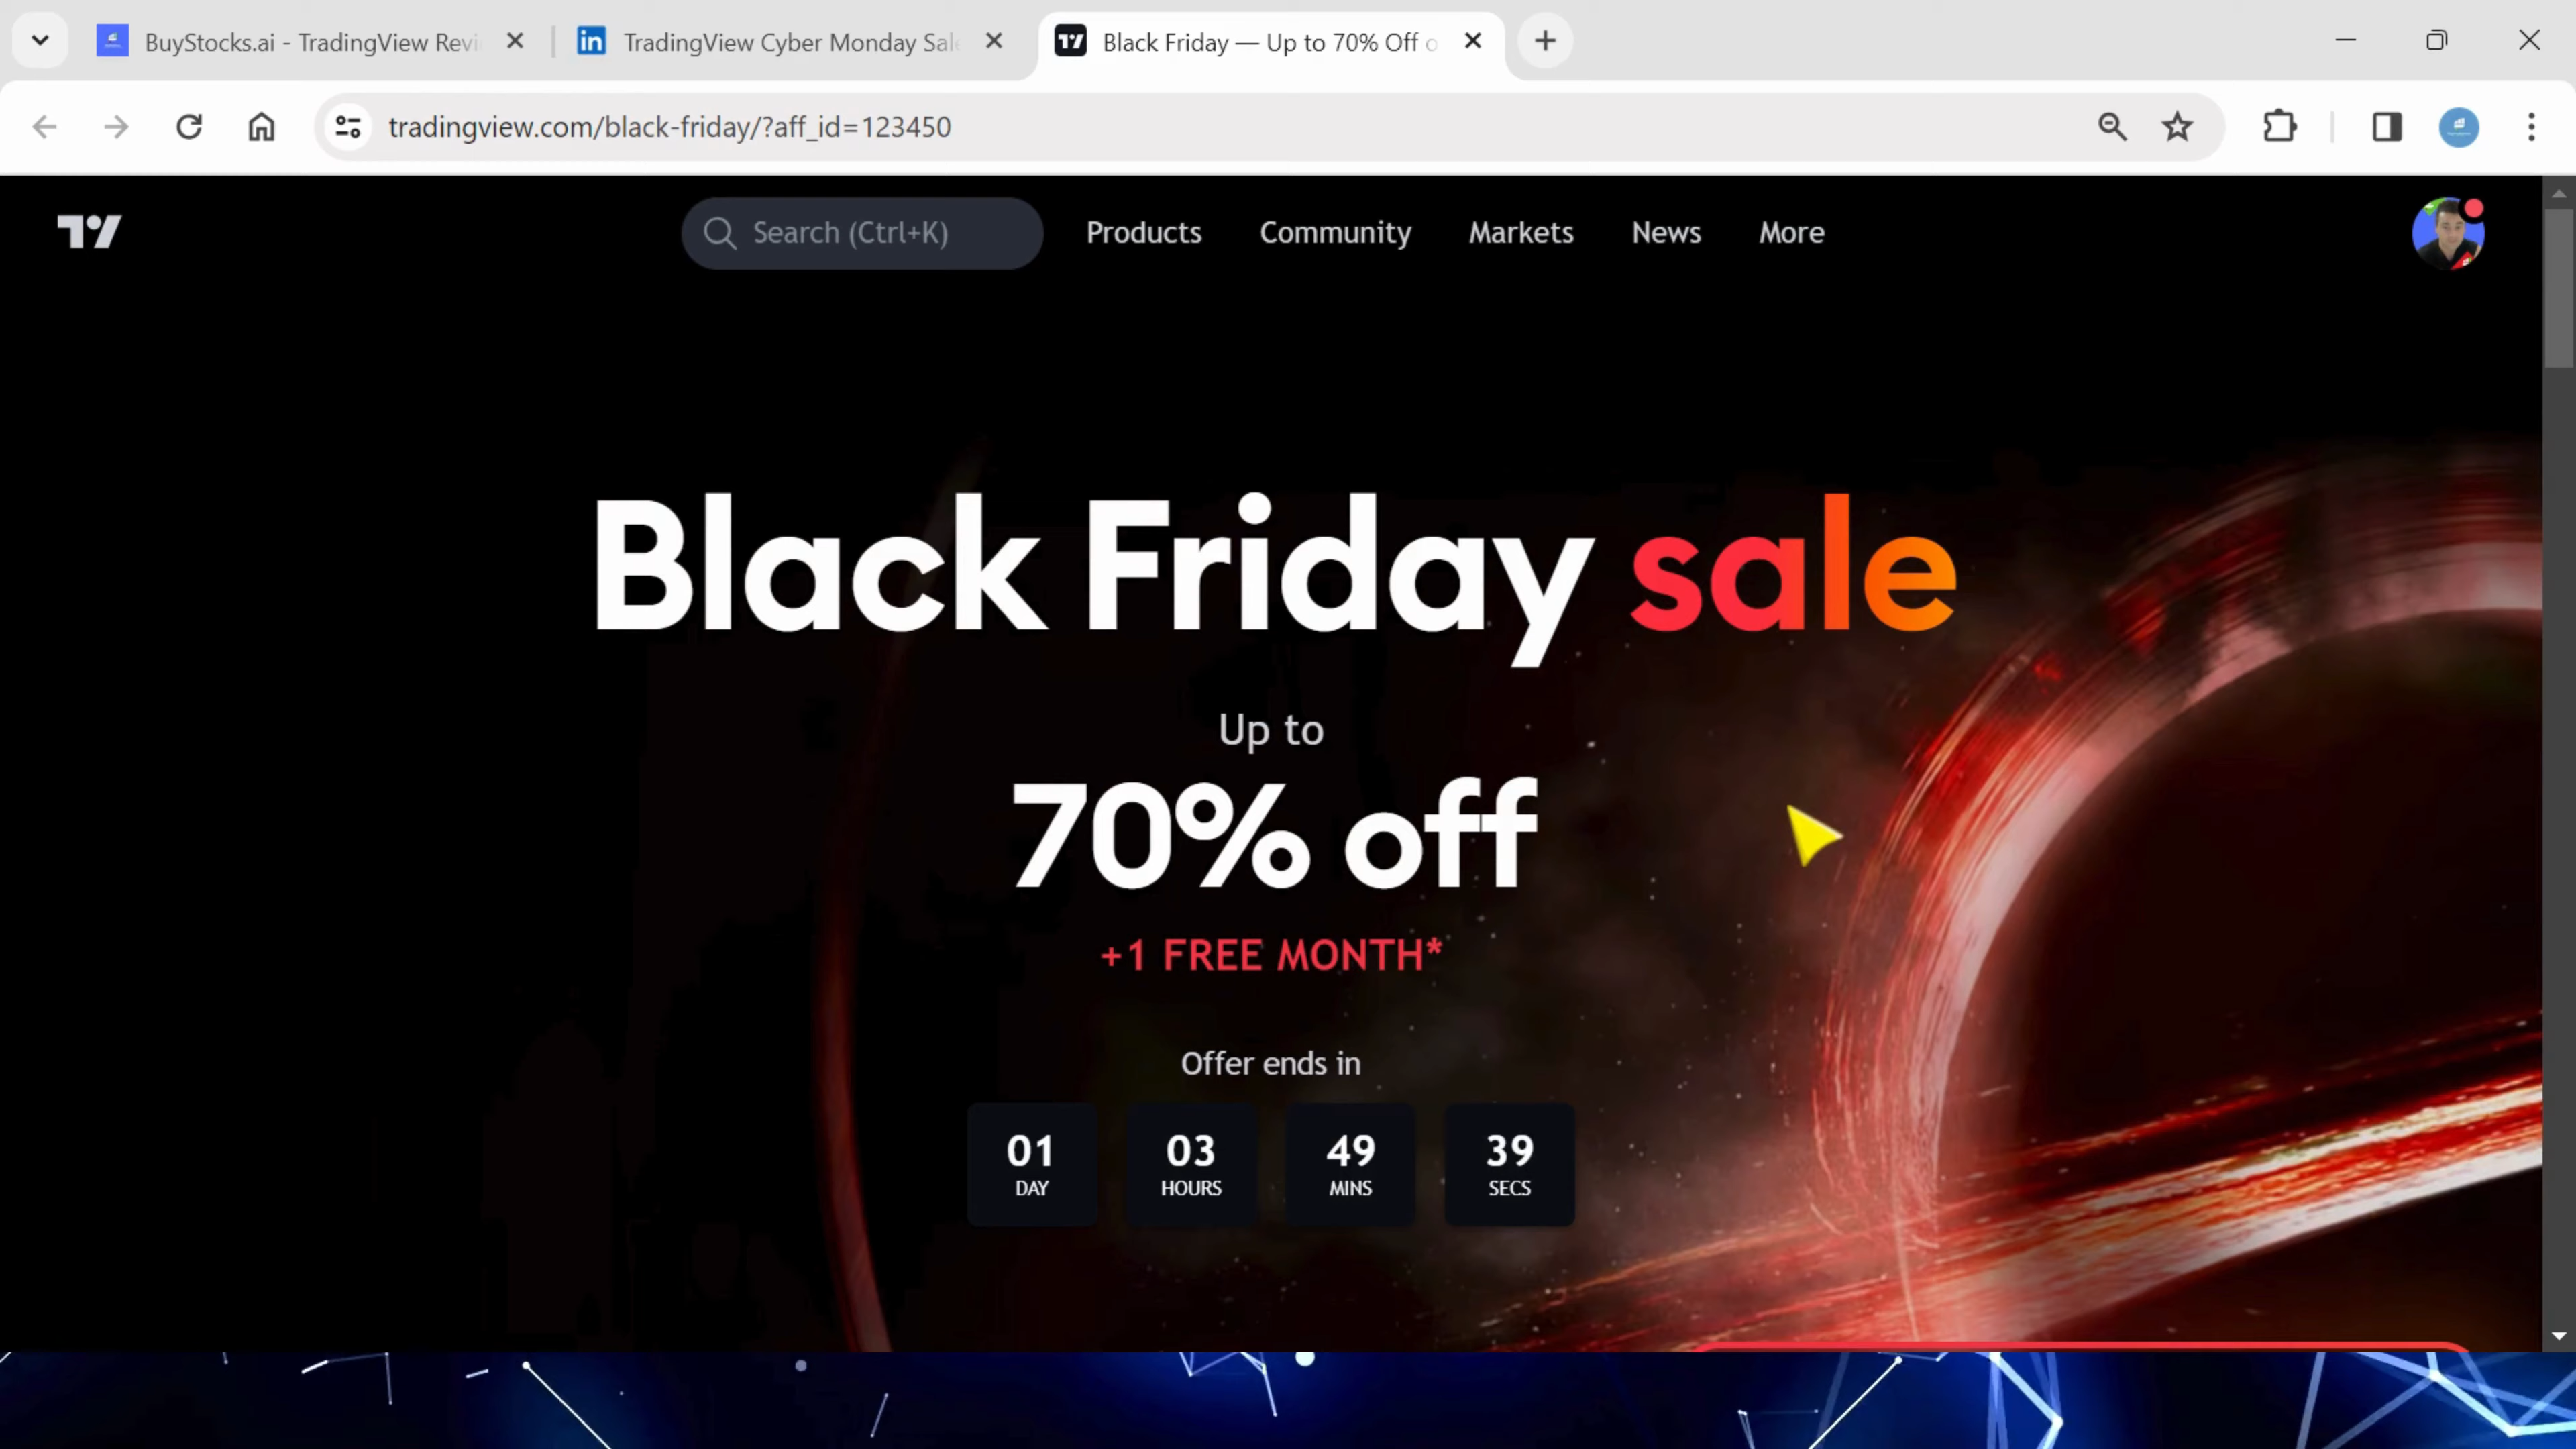 BuyStocks.ai - TradingView Revi
TradingView Cyber Monday Sal
Black Friday — Up to 70% Off o
tradingview.com/black-friday/?aff_id=123450
Search (Ctrl+K)
Products
Community
Markets
News
More
Black Friday sale
Up to
70% off
+1 FREE MONTH*
Offer ends in
01 03 49 39
DAY HOURS MINS SECS